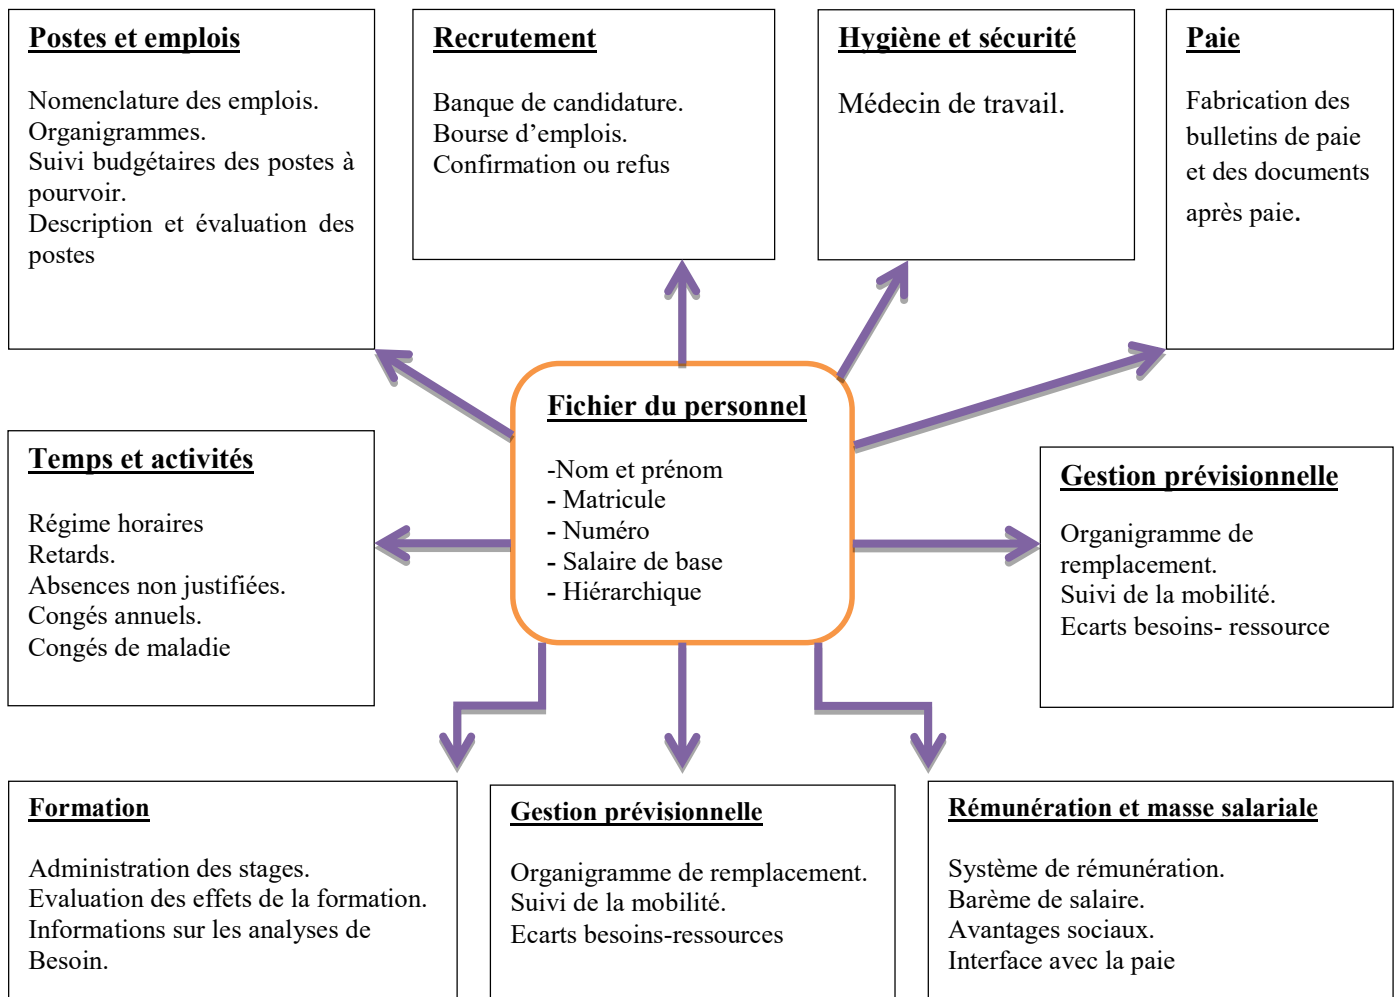 Postes et emplois
Nomenclature des emplois.
Organigrammes.
Suivi budgétaires des postes à
pourvoir.
Description et évaluation des
postes
Recrutement
Banque de candidature.
Bourse d’emplois.
Confirmation ou refus
Hygiène et sécurité
Médecin de travail.
Paie
Fabrication des
bulletins de paie
et des documents
après paie.
Fichier du personnel
-Nom et prénom
- Matricule
- Numéro
- Salaire de base
- Hiérarchique
Temps et activités
Régime horaires
Retards.
Absences non justifiées.
Congés annuels.
Congés de maladie
Gestion prévisionnelle
Organigramme de
remplacement.
Suivi de la mobilité.
Ecarts besoins- ressource
Formation
Administration des stages.
Evaluation des effets de la formation.
Informations sur les analyses de
Besoin.
Gestion prévisionnelle
Organigramme de remplacement.
Suivi de la mobilité.
Ecarts besoins-ressources
Rémunération et masse salariale
Système de rémunération.
Barème de salaire.
Avantages sociaux.
Interface avec la paie